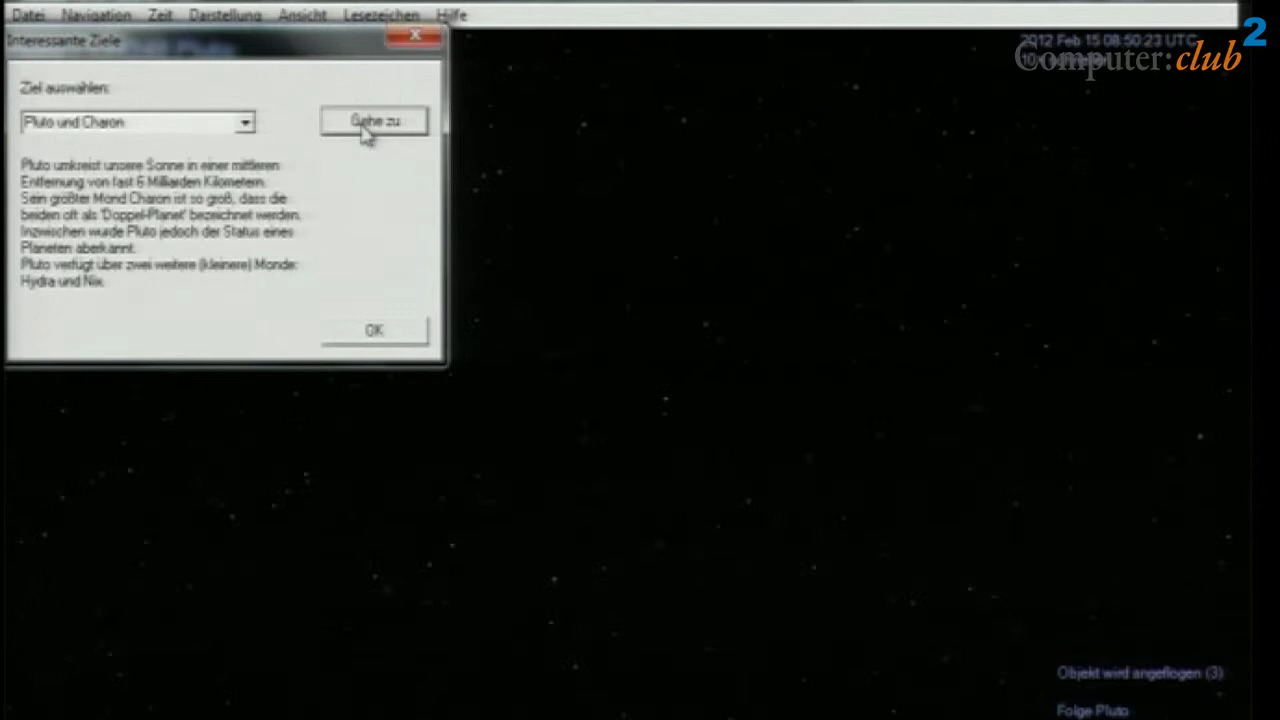 Datei Navigation Zeit Darstellung Ansicht Lesezeichen Hilfe
Interessante Ziele
2012 Feb 15 08:50:23 UTC
Computer:club 2
Ziel auswählen:
Pluto und Charon
Gehe zu
Pluto umkreist unsere Sonne in einer mittleren
Entfernung von fast 6 Milliarden Kilometern.
Sein größter Mond Charon ist so groß, dass die
beiden oft als 'Doppel-Planet' bezeichnet werden.
Inzwischen wurde Pluto jedoch der Status eines
Planeten aberkannt.
Pluto verfügt über zwei weitere (kleinere) Monde:
Hydra und Nix.
OK
Objekt wird angeflogen (3)
Folge Pluto